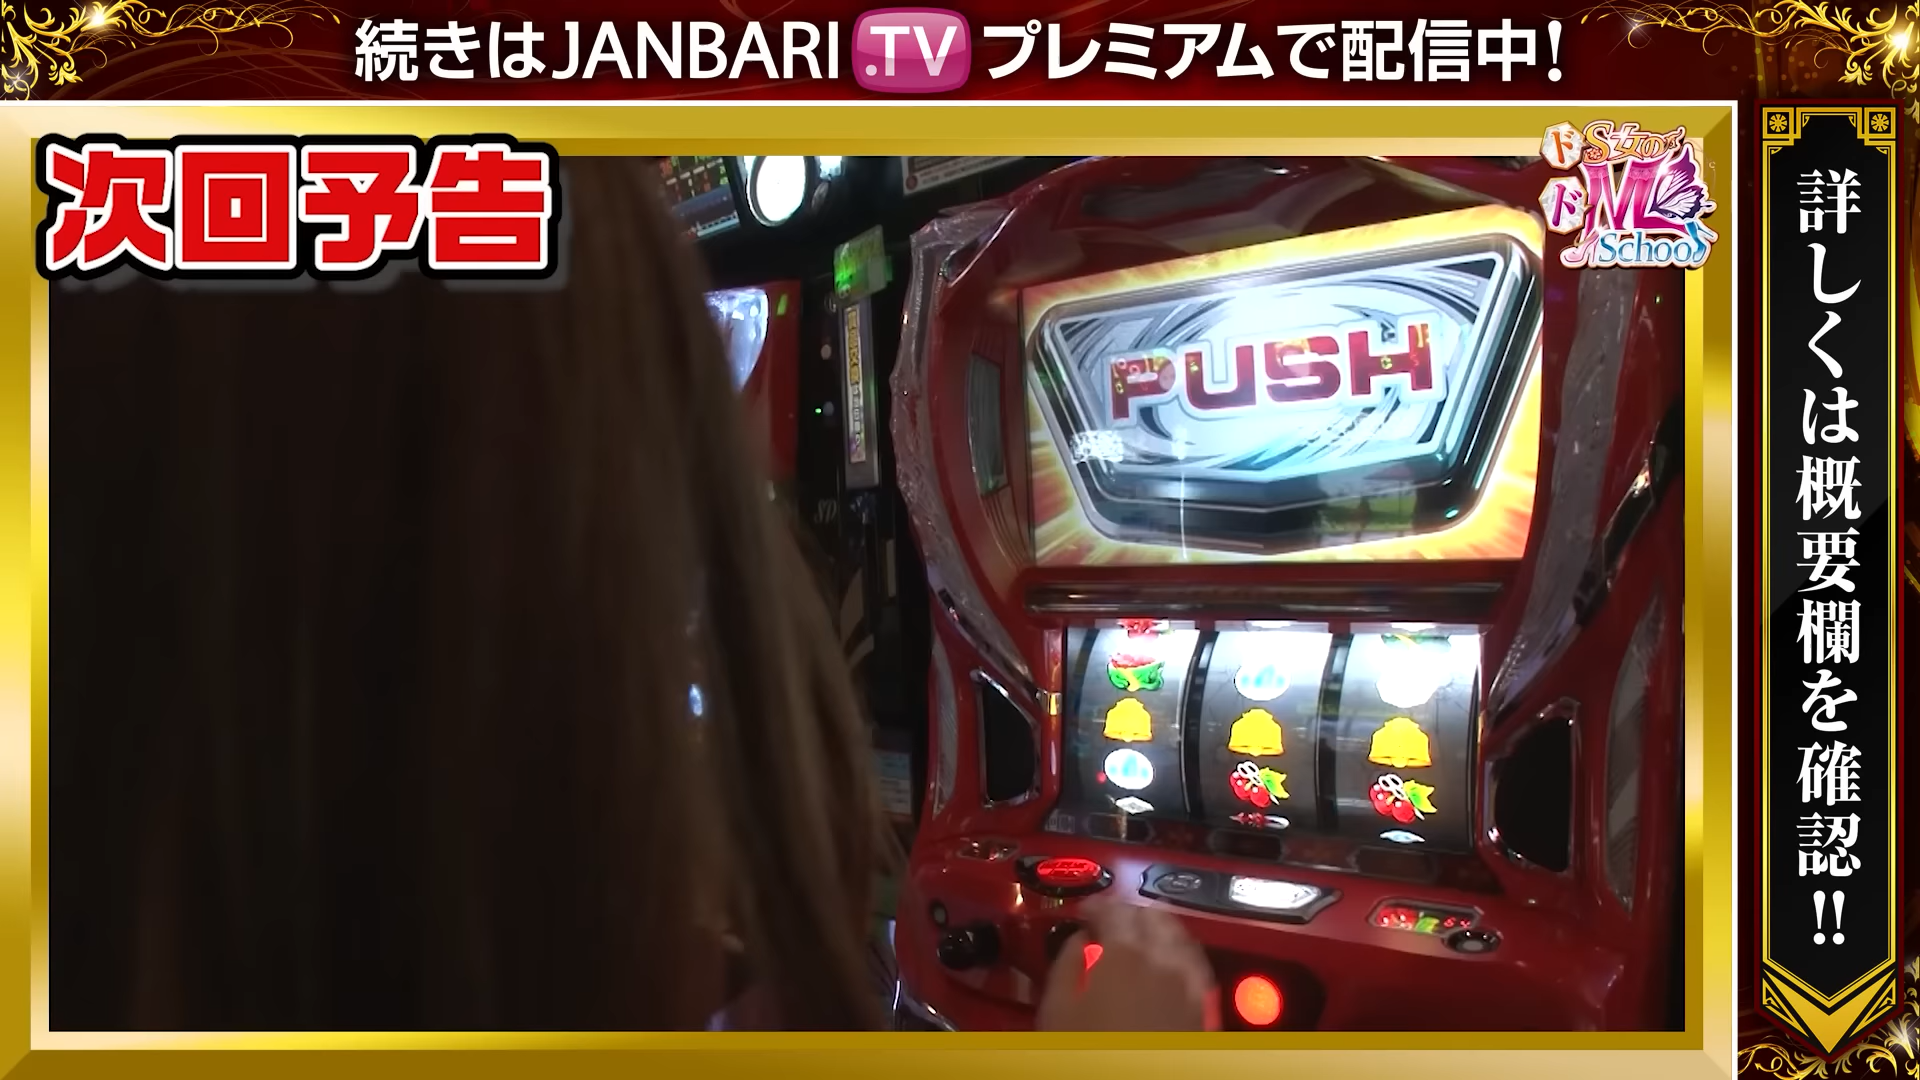 続きはJANBARI.TVプレミアムで配信中!
次回予告
ドS女の
ドM
School
詳しくは概要欄を確認!!
PUSH